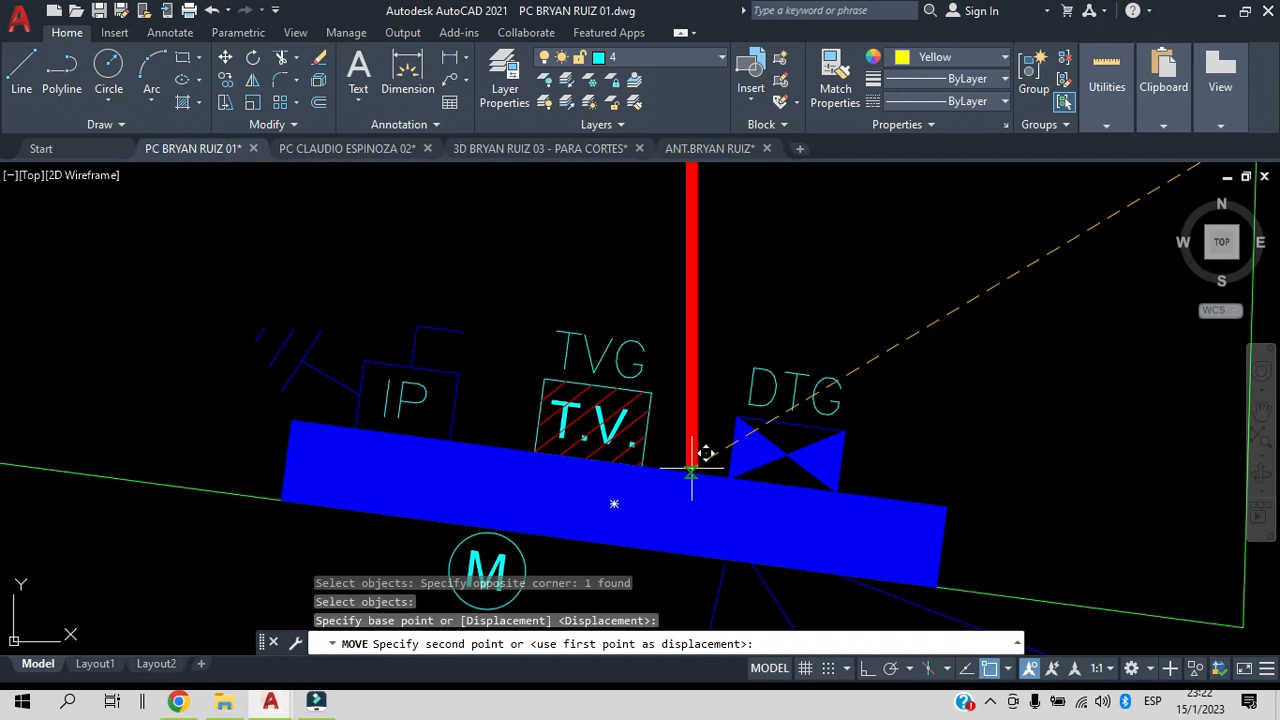 Autodesk AutoCAD 2021 PC BRYAN RUIZ 01.dwg
Type a keyword or phrase
Sign In
Home Insert Annotate Parametric View Manage Output Add-ins Collaborate Featured Apps
Line Polyline Circle Arc
Text Dimension
Layer Properties
4
Insert
Match Properties
Yellow
ByLayer
ByLayer
Group
Utilities Clipboard View
Draw Modify Annotation Layers Block Properties Groups
Start PC BRYAN RUIZ 01* PC CLAUDIO ESPINOZA 02* 3D BRYAN RUIZ 03 - PARA CORTES* ANT.BRYAN RUIZ*
[−][Top][2D Wireframe]
N
W TOP E
S
WCS
TVG
DTG
IP
T.V.
M
Select objects: Specify opposite corner: 1 found
Select objects:
Specify base point or [Displacement] <Displacement>:
MOVE Specify second point or <use first point as displacement>:
Y
X
Model Layout1 Layout2
MODEL
1:1
ESP
23:22
15/1/2023